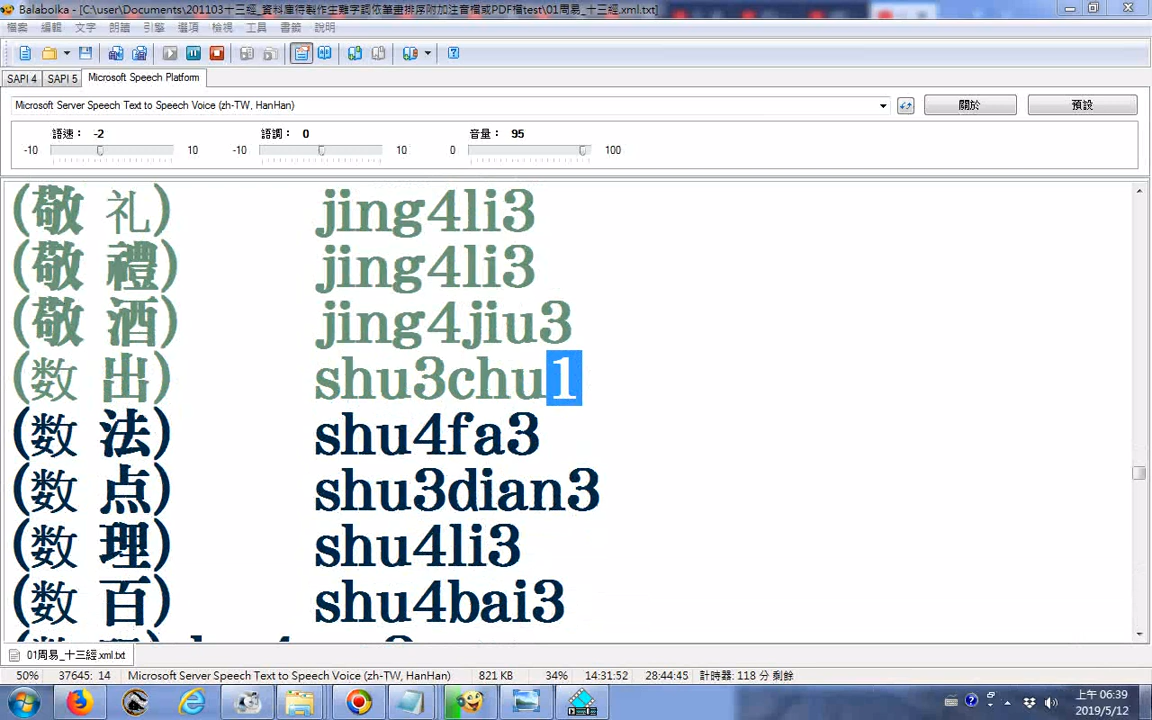 Balabolka - [C:\user\Documents\201103十三經_資料庫待製作生難字詞依筆畫排序附加注音檔或PDF檔test\01周易_十三經.xml.txt]
檔案 編輯 文字 朗讀 引擎 選項 檢視 工具 書籤 說明
SAPI 4 SAPI 5 Microsoft Speech Platform
Microsoft Server Speech Text to Speech Voice (zh-TW, HanHan) 關於 預設
語速： -2 語調： 0 音量： 95
-10 10 -10 10 0 100
(敬 礼) jing4li3
(敬 禮) jing4li3
(敬 酒) jing4jiu3
(数 出) shu3chu1
(数 法) shu4fa3
(数 点) shu3dian3
(数 理) shu4li3
(数 百) shu4bai3
01周易_十三經.xml.txt
50% 37645: 14 Microsoft Server Speech Text to Speech Voice (zh-TW, HanHan) 821 KB 34% 14:31:52 28:44:45 計時器: 118 分 剩餘
上午 06:39
2019/5/12